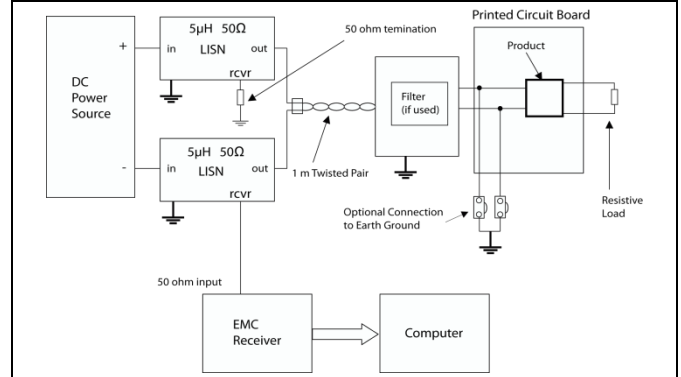 Printed Circuit Board
5μH 50Ω
LISN
in
out
rcvr
+
50 ohm temination
Product
DC
Power
Source
Filter
(if used)
5μH 50Ω
LISN
in
out
rcvr
-
1 m Twisted Pair
Optional Connection
to Earth Ground
Resistive
Load
50 ohm input
EMC
Receiver
Computer